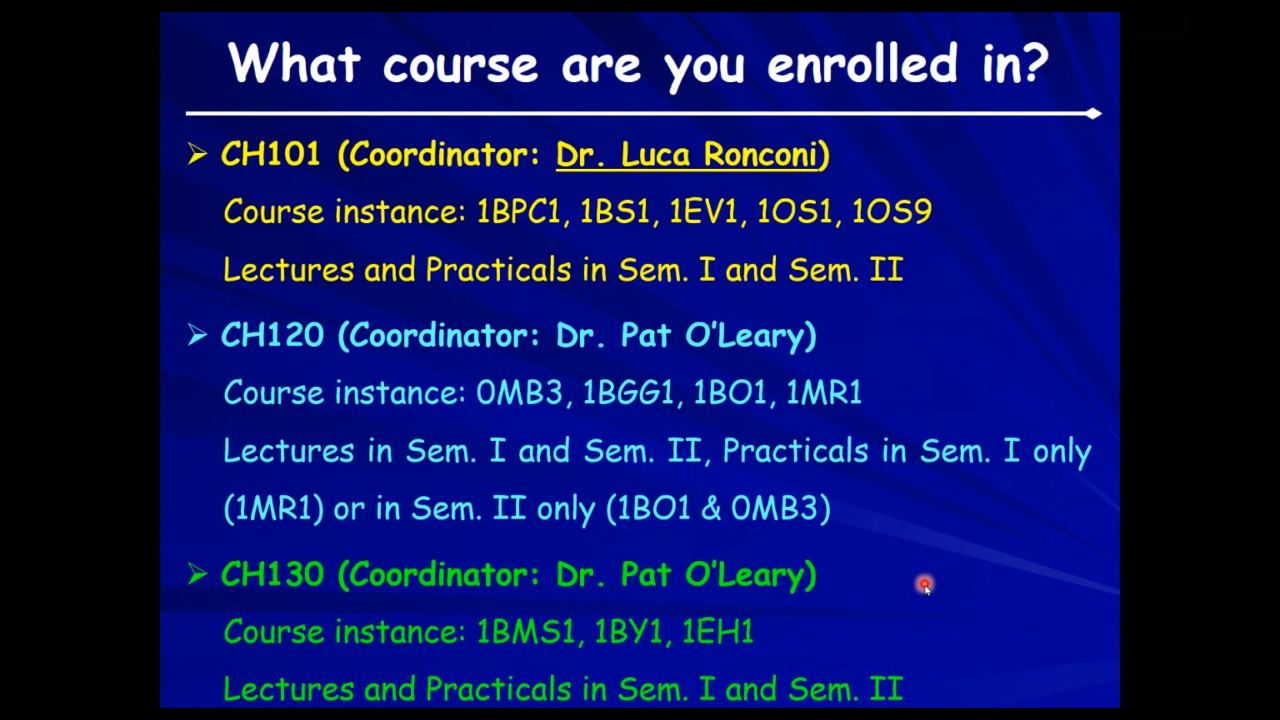 What course are you enrolled in?
➢ CH101 (Coordinator: Dr. Luca Ronconi)
Course instance: 1BPC1, 1BS1, 1EV1, 1OS1, 1OS9
Lectures and Practicals in Sem. I and Sem. II
➢ CH120 (Coordinator: Dr. Pat O'Leary)
Course instance: 0MB3, 1BGG1, 1BO1, 1MR1
Lectures in Sem. I and Sem. II, Practicals in Sem. I only
(1MR1) or in Sem. II only (1BO1 & 0MB3)
➢ CH130 (Coordinator: Dr. Pat O'Leary)
Course instance: 1BMS1, 1BY1, 1EH1
Lectures and Practicals in Sem. I and Sem. II